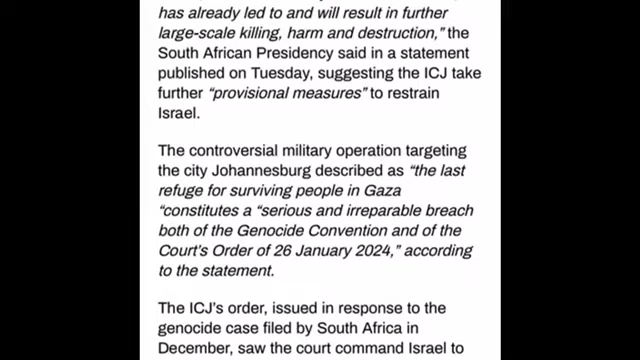 has already led to and will result in further
large-scale killing, harm and destruction,” the
South African Presidency said in a statement
published on Tuesday, suggesting the ICJ take
further “provisional measures” to restrain
Israel.
The controversial military operation targeting
the city Johannesburg described as “the last
refuge for surviving people in Gaza
“constitutes a “serious and irreparable breach
both of the Genocide Convention and of the
Court’s Order of 26 January 2024,” according
to the statement.
The ICJ’s order, issued in response to the
genocide case filed by South Africa in
December, saw the court command Israel to